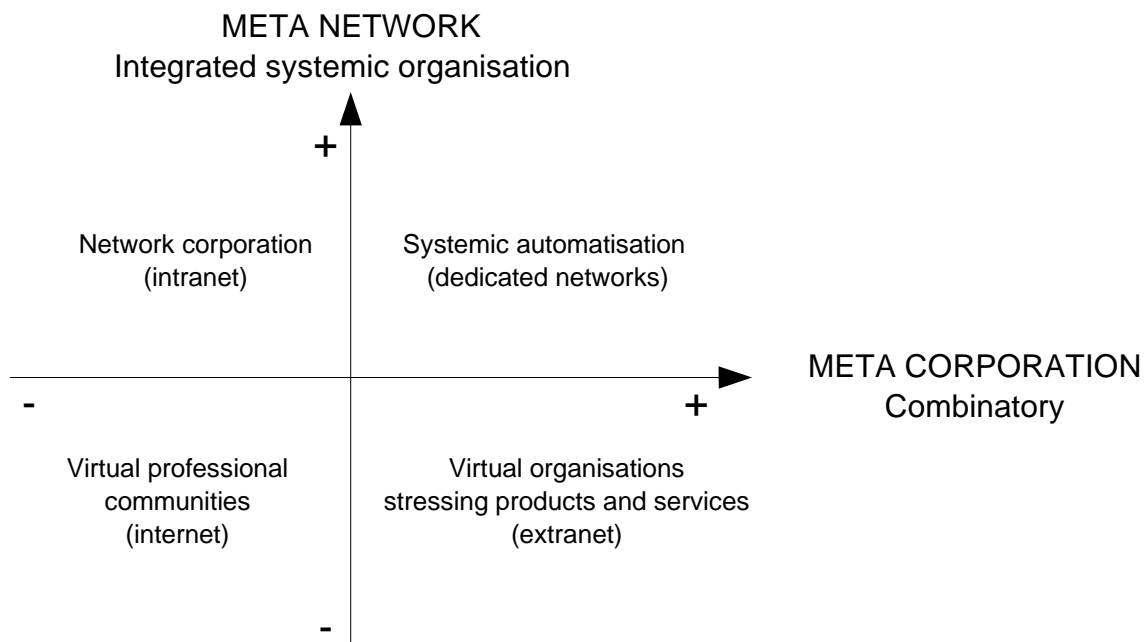 META NETWORK
Integrated systemic organisation
+
Network corporation
(intranet)
Systemic automatisation
(dedicated networks)
META CORPORATION
Combinatory
-
+
Virtual professional
communities
(internet)
Virtual organisations
stressing products and services
(extranet)
-